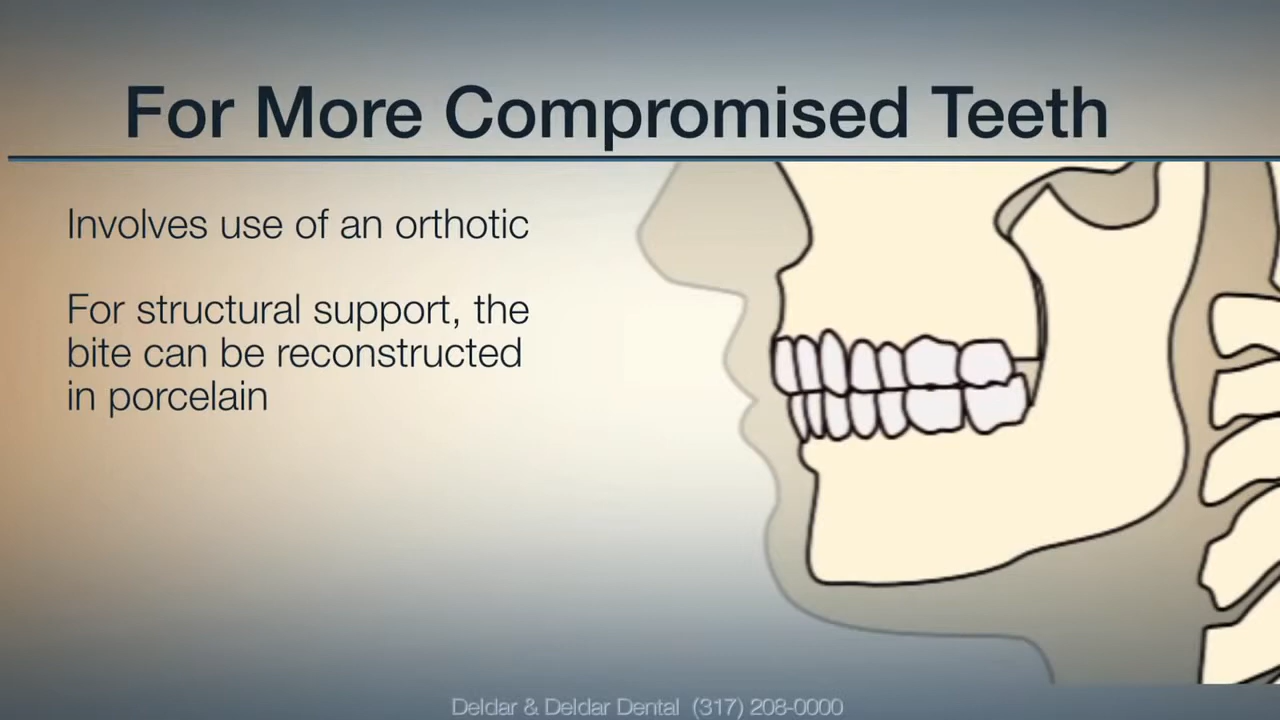 For More Compromised Teeth
Involves use of an orthotic
For structural support, the
bite can be reconstructed
in porcelain
Deldar & Deldar Dental (317) 208-0000